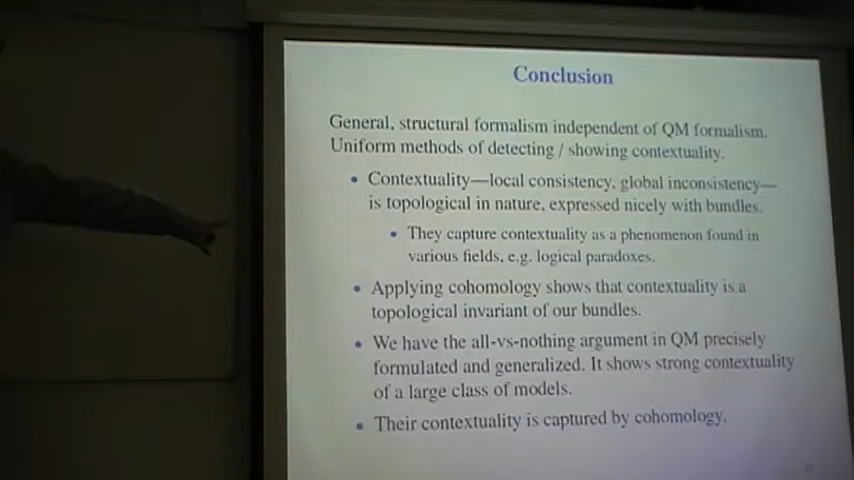 Conclusion
General, structural formalism independent of QM formalism.
Uniform methods of detecting / showing contextuality.
• Contextuality—local consistency, global inconsistency—
is topological in nature, expressed nicely with bundles.
• They capture contextuality as a phenomenon found in
various fields, e.g. logical paradoxes.
• Applying cohomology shows that contextuality is a
topological invariant of our bundles.
• We have the all-vs-nothing argument in QM precisely
formulated and generalized. It shows strong contextuality
of a large class of models.
• Their contextuality is captured by cohomology.